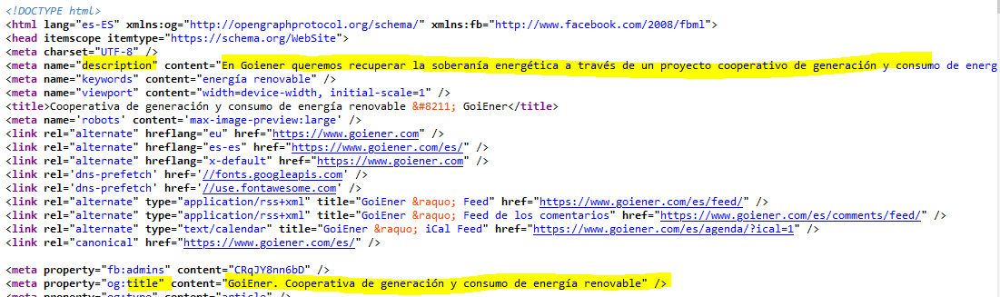 <!DOCTYPE html>
<html lang="es-ES" xmlns:og="http://opengraphprotocol.org/schema/" xmlns:fb="http://www.facebook.com/2008/fbml">
<head itemscope itemtype="https://schema.org/WebSite">
<meta charset="UTF-8" />
<meta name="description" content="En Goiener queremos recuperar la soberanía energética a través de un proyecto cooperativo de generación y consumo de energ
<meta name="keywords" content="energía renovable" />
<meta name="viewport" content="width=device-width, initial-scale=1" />
<title>Cooperativa de generación y consumo de energía renovable &#8211; GoiEner</title>
<meta name='robots' content='max-image-preview:large' />
<link rel="alternate" hreflang="eu" href="https://www.goiener.com" />
<link rel="alternate" hreflang="es-es" href="https://www.goiener.com/es/" />
<link rel="alternate" hreflang="x-default" href="https://www.goiener.com" />
<link rel='dns-prefetch' href='//fonts.googleapis.com' />
<link rel='dns-prefetch' href='//use.fontawesome.com' />
<link rel="alternate" type="application/rss+xml" title="GoiEner &raquo; Feed" href="https://www.goiener.com/es/feed/" />
<link rel="alternate" type="application/rss+xml" title="GoiEner &raquo; Feed de los comentarios" href="https://www.goiener.com/es/comments/feed/" />
<link rel="alternate" type="text/calendar" title="GoiEner &raquo; iCal Feed" href="https://www.goiener.com/es/agenda/?ical=1" />
<link rel="canonical" href="https://www.goiener.com/es/" />
<meta property="fb:admins" content="CRqJY8nn6bD" />
<meta property="og:title" content="GoiEner. Cooperativa de generación y consumo de energía renovable" />
<meta property="og:type" content="article" />